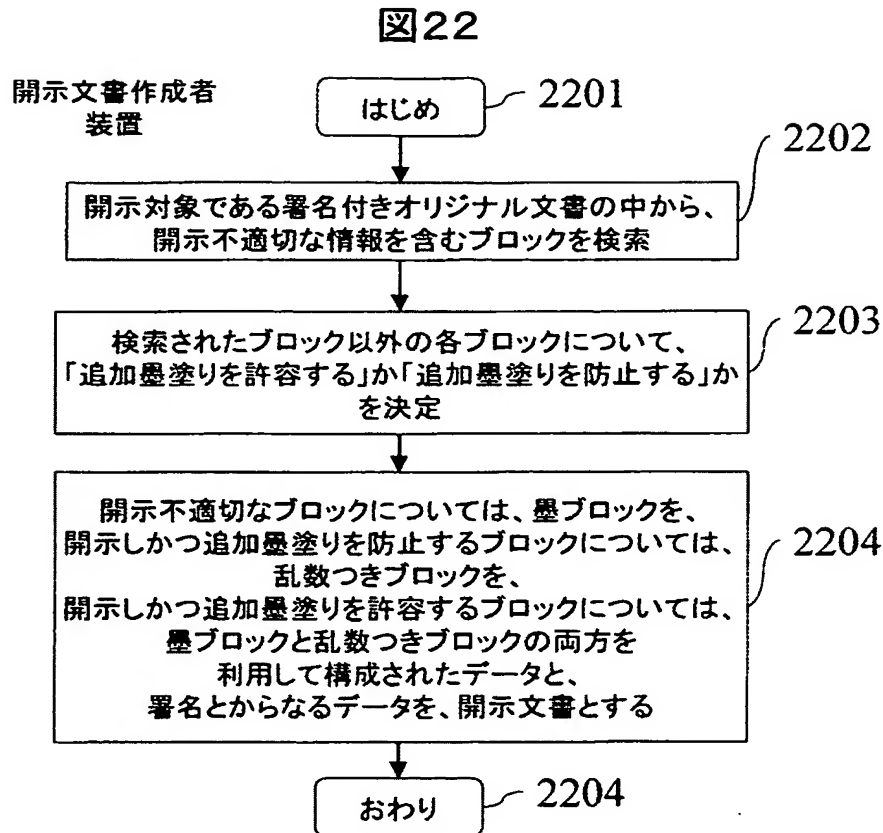 図22
開示文書作成者
装置
はじめ
2201
2202
開示対象である署名付きオリジナル文書の中から、
開示不適切な情報を含むブロックを検索
2203
検索されたブロック以外の各ブロックについて、
「追加墨塗りを許容する」か「追加墨塗りを防止する」か
を決定
開示不適切なブロックについては、墨ブロックを、
開示しかつ追加墨塗りを防止するブロックについては、
乱数つきブロックを、
開示しかつ追加墨塗りを許容するブロックについては、
墨ブロックと乱数つきブロックの両方を
利用して構成されたデータと、
署名とからなるデータを、開示文書とする
2204
おわり
2204